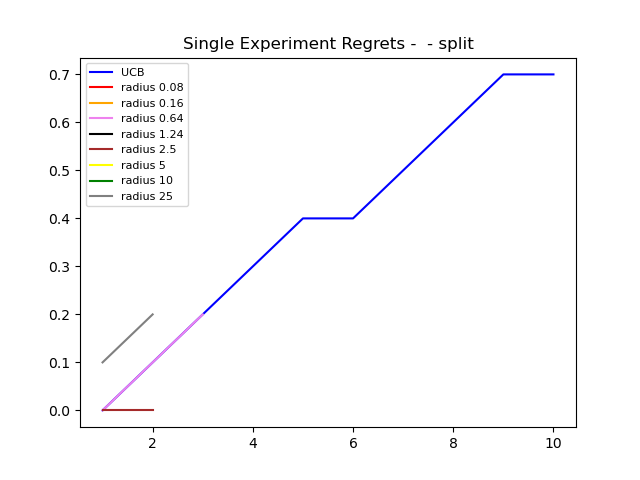 Single Experiment Regrets -  - split
UCB
radius 0.08
radius 0.16
radius 0.64
radius 1.24
radius 2.5
radius 5
radius 10
radius 25
0.7
0.6
0.5
0.4
0.3
0.2
0.1
0.0
2 4 6 8 10